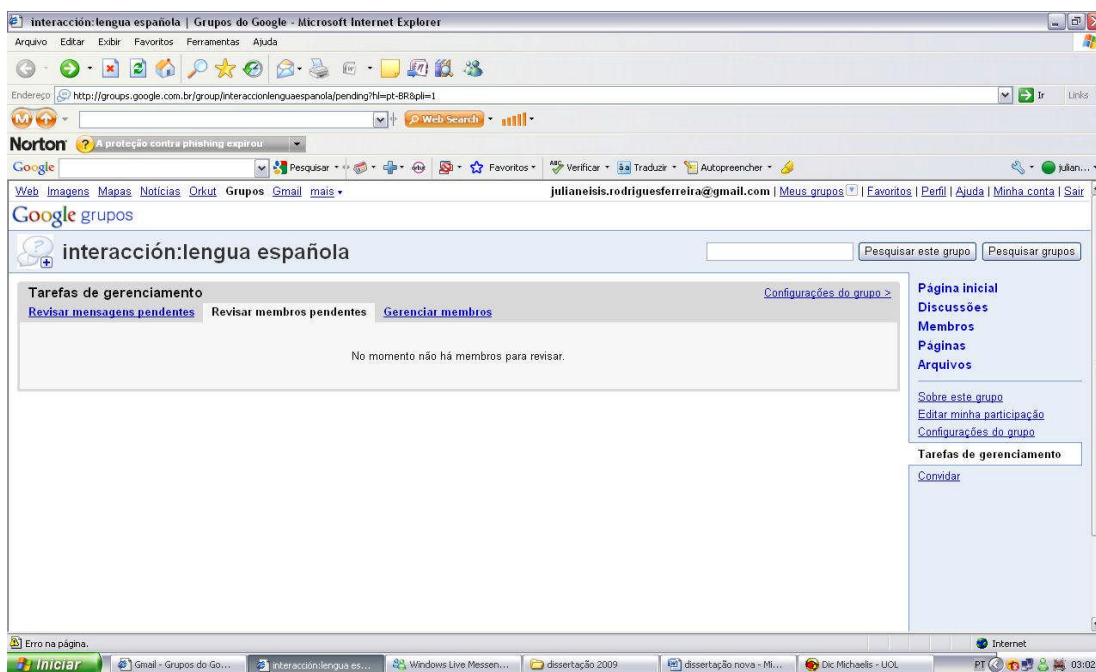 interacción:lengua española | Grupos do Google - Microsoft Internet Explorer
Arquivo Editar Exibir Favoritos Ferramentas Ajuda
Endereço http://groups.google.com.br/group/interaccionlenguaespanola/pending?hl=pt-BR&pli=1 Ir Links
Web Search
Norton A proteção contra phishing expirou
Google Pesquisar Favoritos Verificar Traduzir Autopreencher julian...
Web Imagens Mapas Notícias Orkut Grupos Gmail mais julianeisis.rodriguesferreira@gmail.com | Meus grupos | Favoritos | Perfil | Ajuda | Minha conta | Sair
Google grupos
interacción:lengua española Pesquisar este grupo Pesquisar grupos
Tarefas de gerenciamento Configurações do grupo >
Revisar mensagens pendentes Revisar membros pendentes Gerenciar membros
No momento não há membros para revisar.
Página inicial
Discussões
Membros
Páginas
Arquivos
Sobre este grupo
Editar minha participação
Configurações do grupo
Tarefas de gerenciamento
Convidar
Erro na página. Internet
Iniciar Gmail - Grupos do Go... interacción:lengua es... Windows Live Messen... dissertação 2009 dissertação nova - Mi... Dic Michaelis - UOL PT 03:02